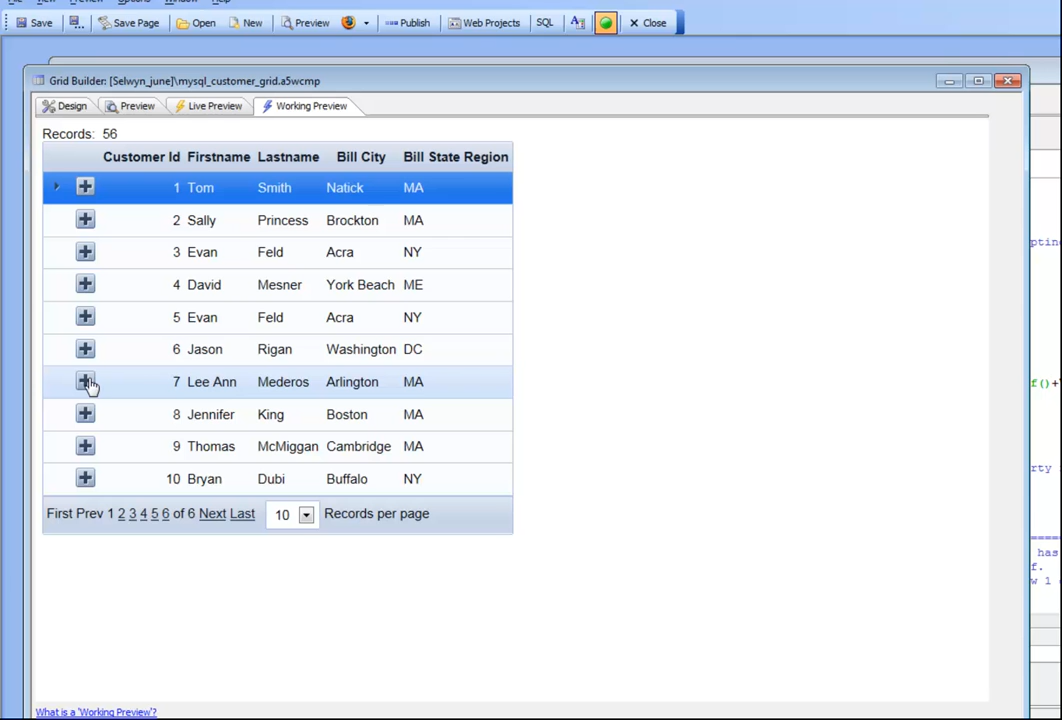 Save Save Page Open New Preview Publish Web Projects SQL Close
Grid Builder: [Selwyn_june]\mysql_customer_grid.a5wcmp
Design Preview Live Preview Working Preview
Records: 56
Customer Id Firstname Lastname Bill City Bill State Region
1 Tom Smith Natick MA
2 Sally Princess Brockton MA
3 Evan Feld Acra NY
4 David Mesner York Beach ME
5 Evan Feld Acra NY
6 Jason Rigan Washington DC
7 Lee Ann Mederos Arlington MA
8 Jennifer King Boston MA
9 Thomas McMiggan Cambridge MA
10 Bryan Dubi Buffalo NY
First Prev 1 2 3 4 5 6 of 6 Next Last 10 Records per page
What is a 'Working Preview'?
ptin
f()+
rty
has
f.
w 1